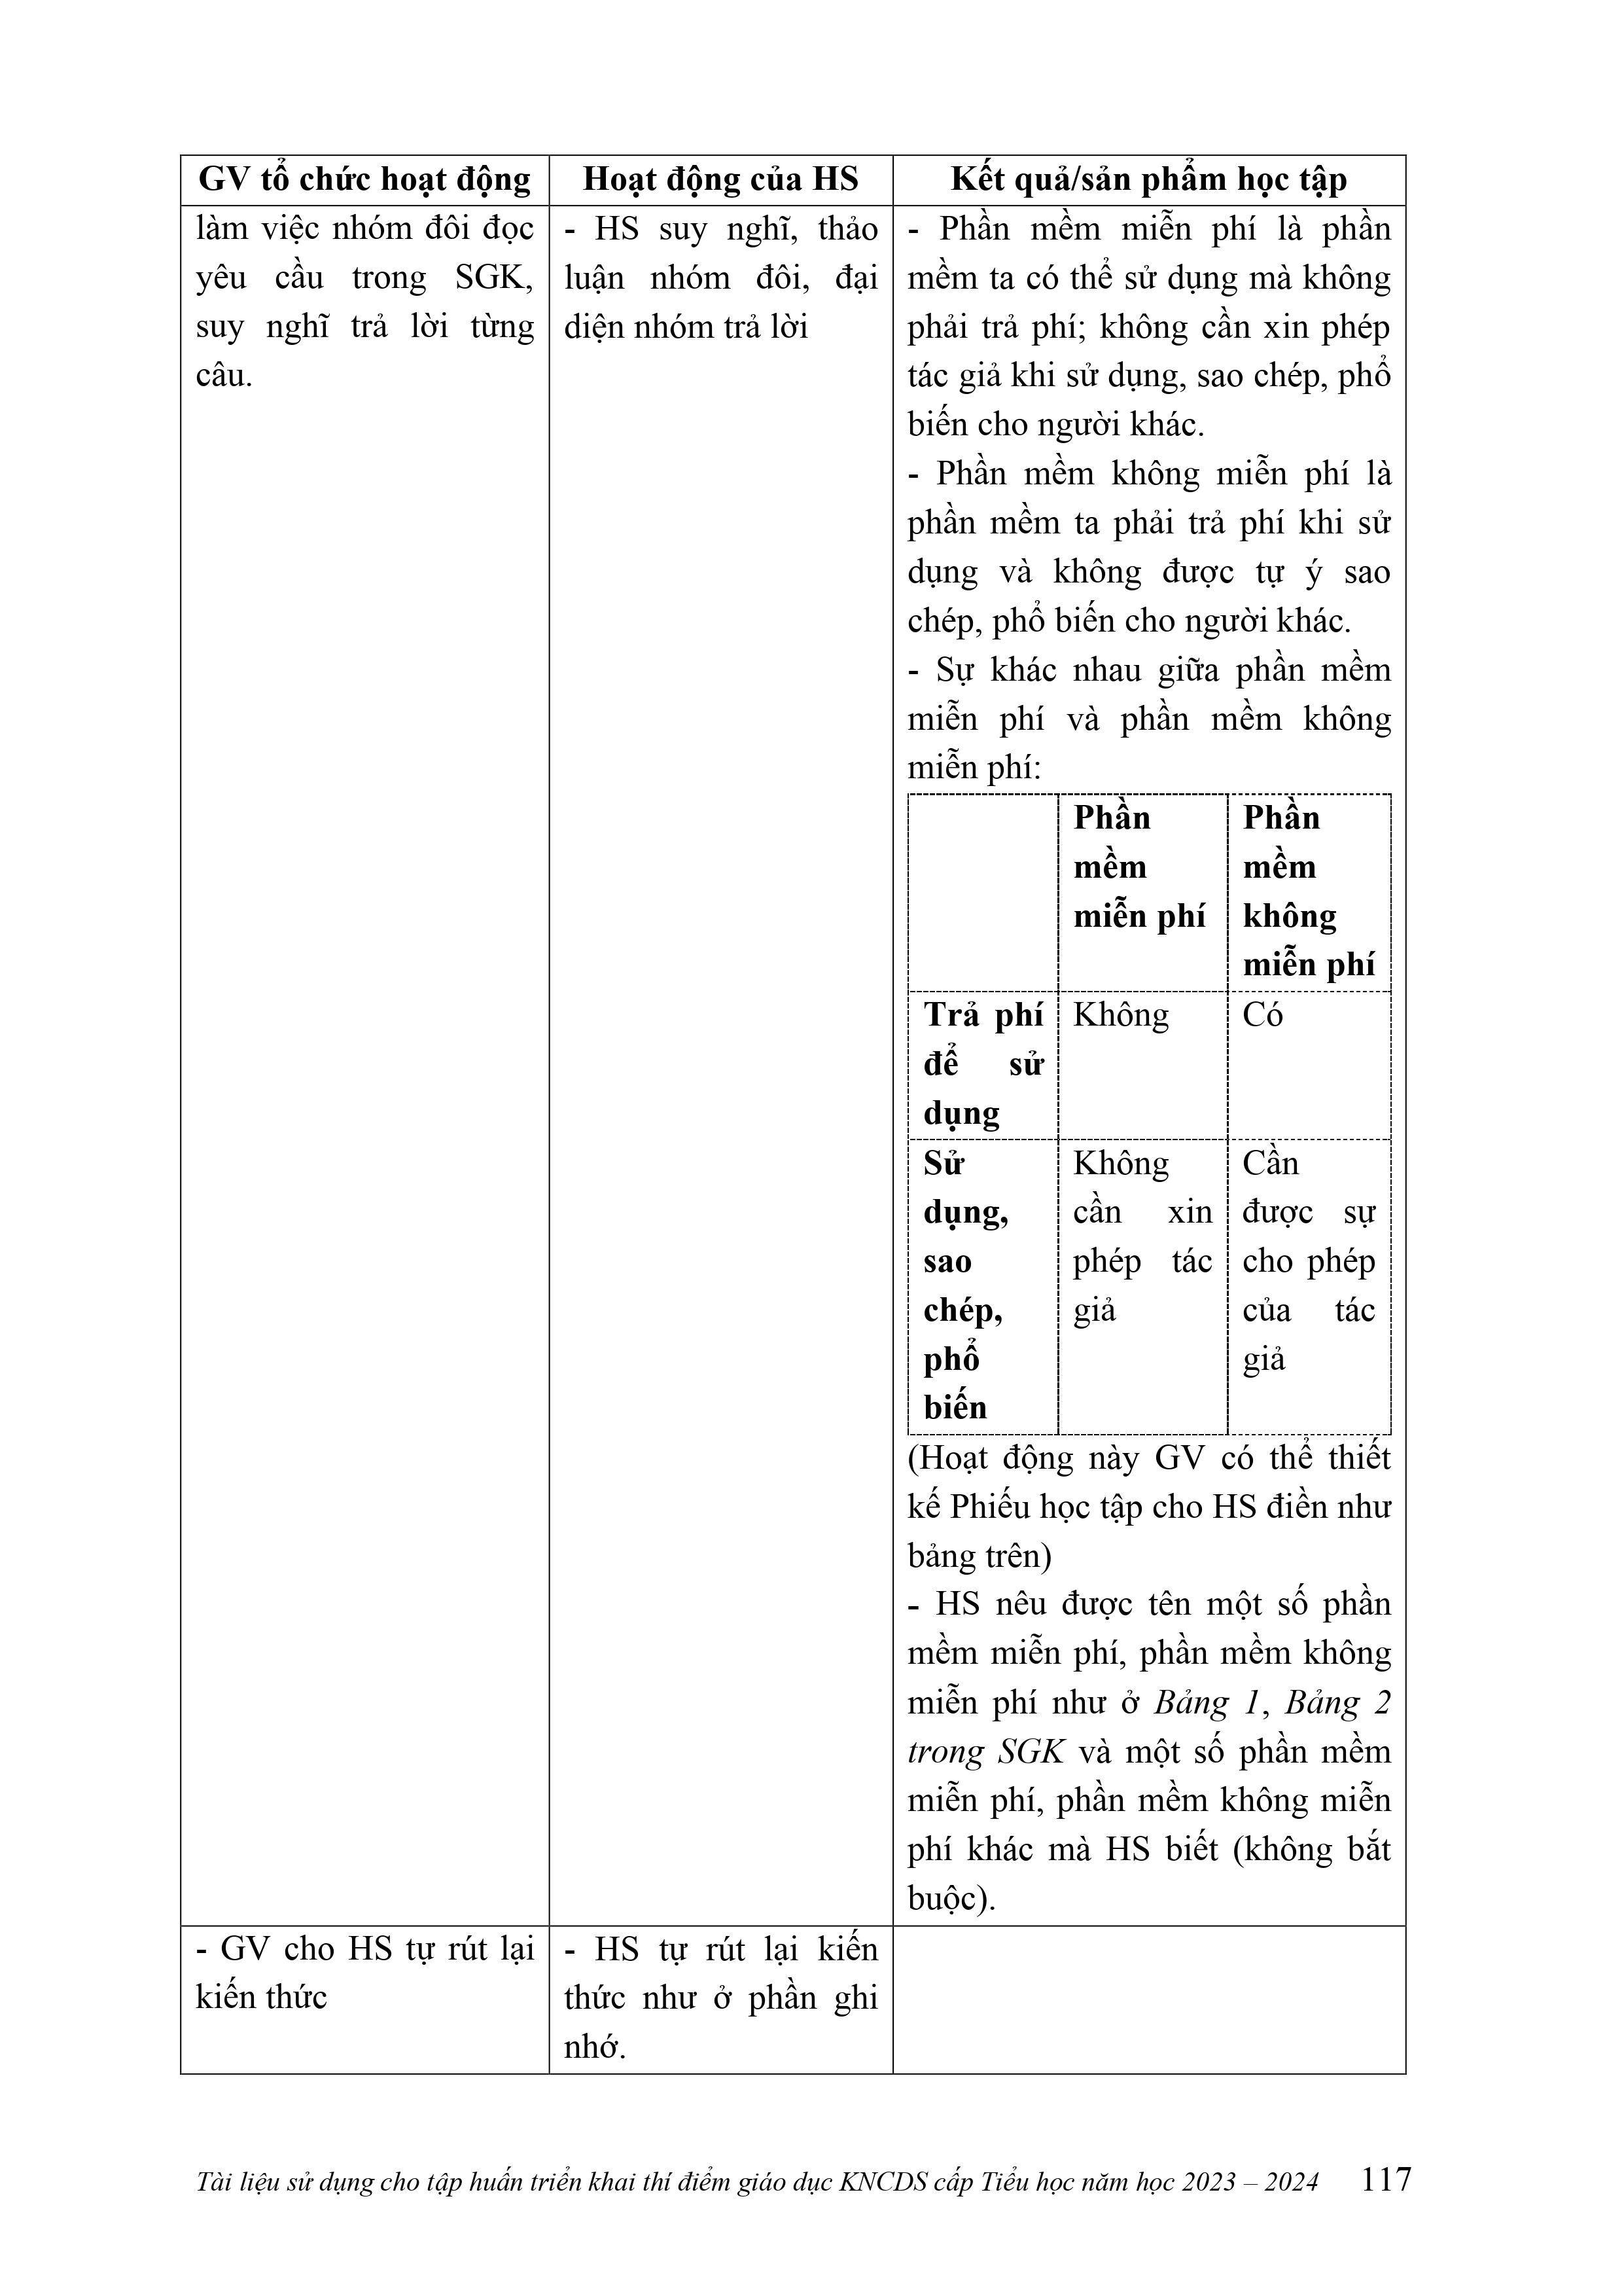 GV tổ chức hoạt động
Hoạt động của HS
Kết quả/sản phẩm học tập
làm việc nhóm đôi đọc
yêu cầu trong SGK,
suy nghĩ trả lời từng
câu.
- HS suy nghĩ, thảo
luận nhóm đôi, đại
diện nhóm trả lời
- Phần mềm miễn phí là phần
mềm ta có thể sử dụng mà không
phải trả phí; không cần xin phép
tác giả khi sử dụng, sao chép, phổ
biến cho người khác.
- Phần mềm không miễn phí là
phần mềm ta phải trả phí khi sử
dụng và không được tự ý sao
chép, phổ biến cho người khác.
- Sự khác nhau giữa phần mềm
miễn phí và phần mềm không
miễn phí:
Phần
mềm
miễn phí
Phần
mềm
không
miễn phí
Trả phí
để sử
dụng
Không
Có
Sử
dụng,
sao
chép,
phổ
biến
Không
cần xin
phép tác
giả
Cần
được sự
cho phép
của tác
giả
(Hoạt động này GV có thể thiết
kế Phiếu học tập cho HS điền như
bảng trên)
- HS nêu được tên một số phần
mềm miễn phí, phần mềm không
miễn phí như ở Bảng 1, Bảng 2
trong SGK và một số phần mềm
miễn phí, phần mềm không miễn
phí khác mà HS biết (không bắt
buộc).
- GV cho HS tự rút lại
kiến thức
- HS tự rút lại kiến
thức như ở phần ghi
nhớ.
Tài liệu sử dụng cho tập huấn triển khai thí điểm giáo dục KNCDS cấp Tiểu học năm học 2023 – 2024 117